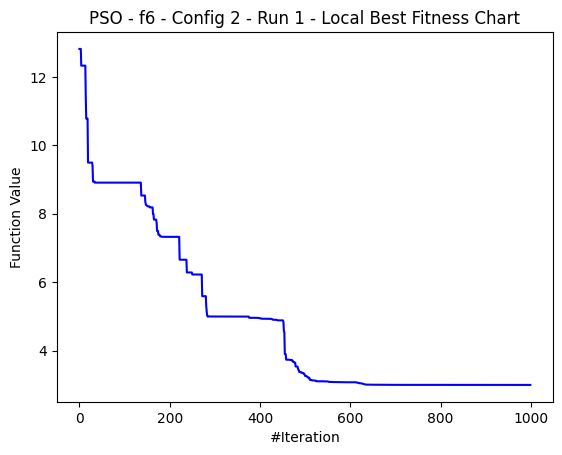 PSO - f6 - Config 2 - Run 1 - Local Best Fitness Chart
12
10
8
6
4
Function Value
0 200 400 600 800 1000
#Iteration